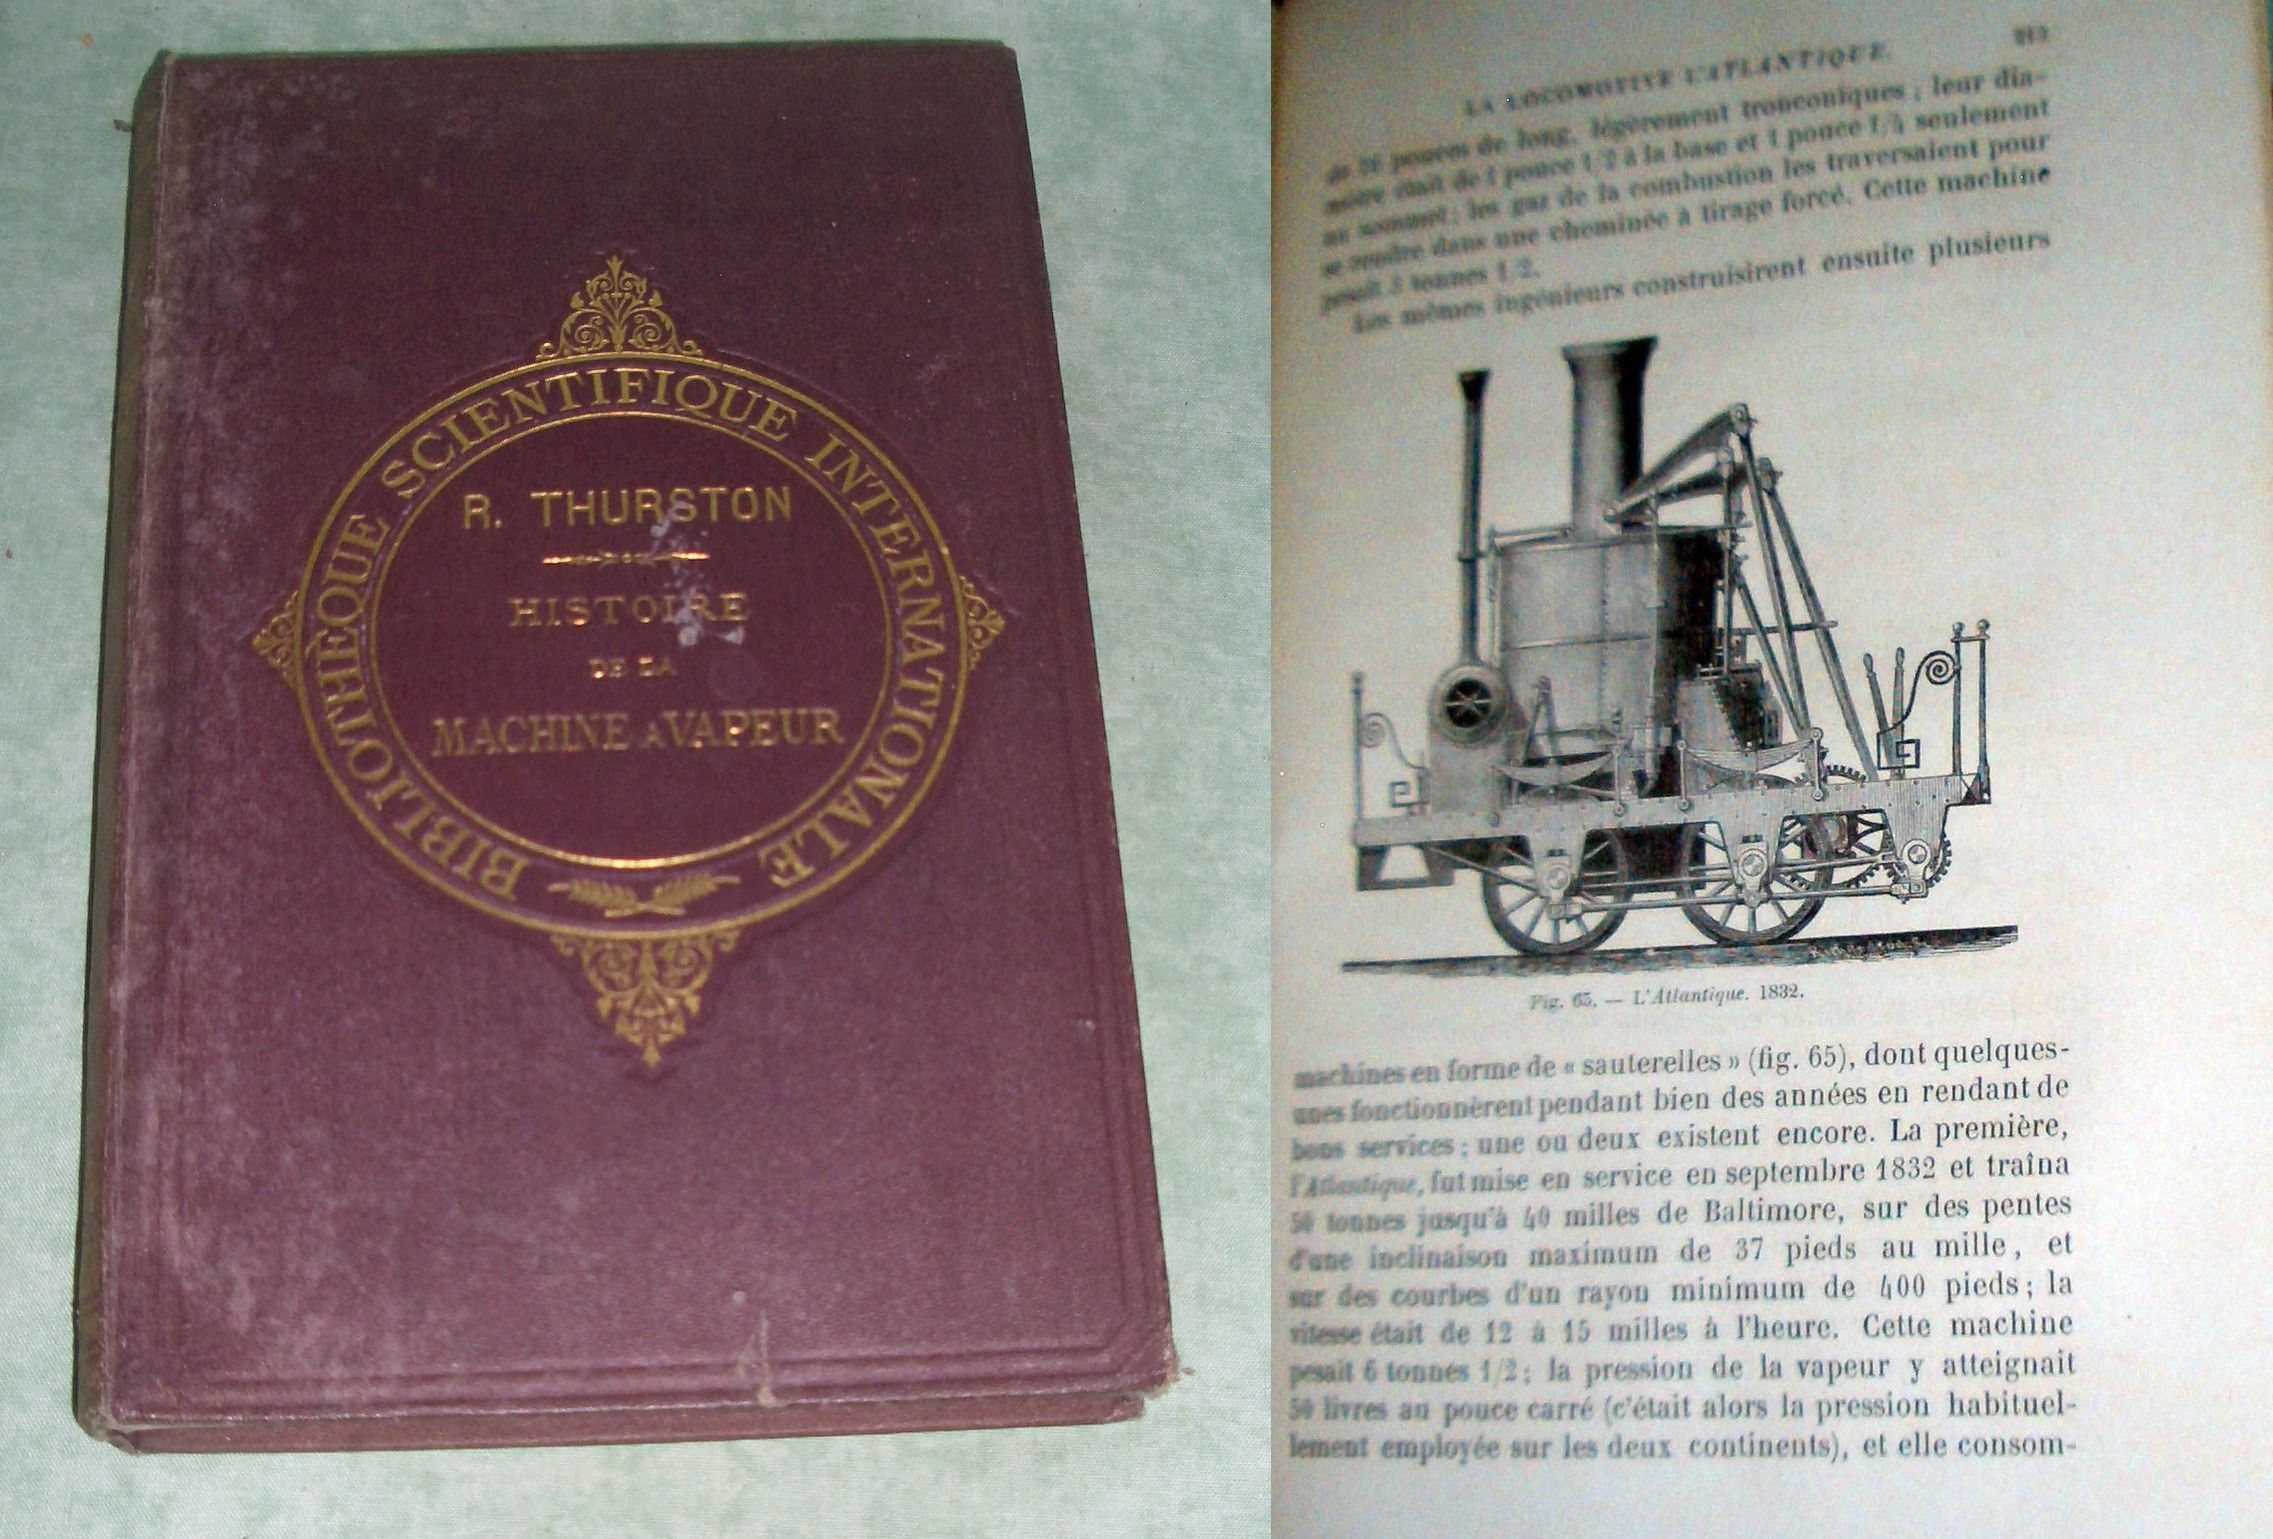 BIBLIOTHÈQUE SCIENTIFIQUE INTERNATIONALE
R. THURSTON
HISTOIRE
DE LA
MACHINE A VAPEUR
LA LOCOMOTIVE L'ATLANTIQUE.
de 26 pouces de long, légèrement tronconiques ; leur dia-
mètre était de 1 pouce 1/2 à la base et 1 pouce 1/4 seulement
au sommet ; les gaz de la combustion les traversaient pour
se rendre dans une cheminée à tirage forcé. Cette machine
pesait 3 tonnes 1/2.
Les mêmes ingénieurs construisirent ensuite plusieurs
Fig. 65. — L'Atlantique. 1832.
machines en forme de « sauterelles » (fig. 65), dont quelques-
unes fonctionnèrent pendant bien des années en rendant de
bons services ; une ou deux existent encore. La première,
l'Atlantique, fut mise en service en septembre 1832 et traîna
50 tonnes jusqu'à 40 milles de Baltimore, sur des pentes
d'une inclinaison maximum de 37 pieds au mille, et
sur des courbes d'un rayon minimum de 400 pieds ; la
vitesse était de 12 à 15 milles à l'heure. Cette machine
pesait 6 tonnes 1/2 ; la pression de la vapeur y atteignait
50 livres au pouce carré (c'était alors la pression habituel-
lement employée sur les deux continents), et elle consom-